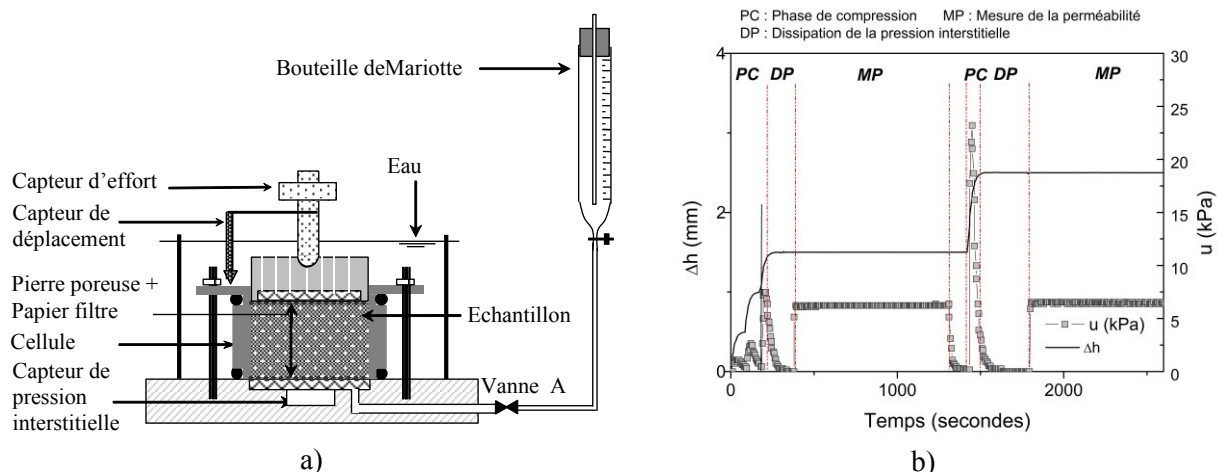 Bouteille deMariotte
Eau
Capteur d'effort
Capteur de
déplacement
Pierre poreuse +
Papier filtre
Cellule
Capteur de
pression
interstitielle
Echantillon
Vanne A
a)
PC : Phase de compression MP : Mesure de la perméabilité
DP : Dissipation de la pression interstitielle
PC DP MP PC DP MP
4
2
0
Δh (mm)
30
25
20
15
10
5
0
u (kPa)
u (kPa)
Δh
0 1000 2000
Temps (secondes)
b)